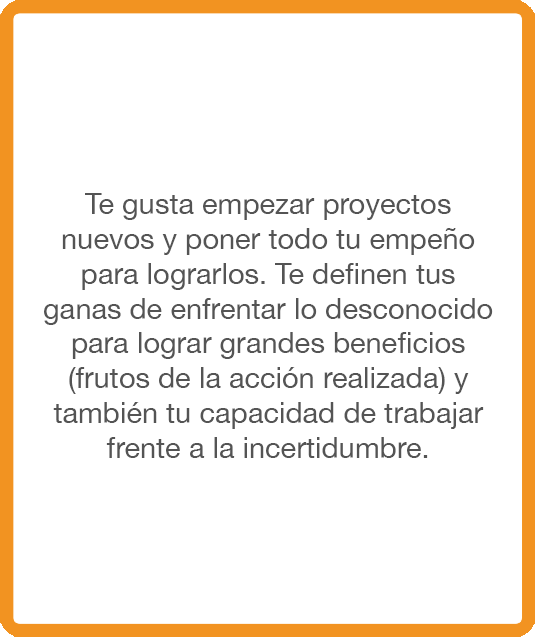 Te gusta empezar proyectos
nuevos y poner todo tu empeño
para lograrlos. Te definen tus
ganas de enfrentar lo desconocido
para lograr grandes beneficios
(frutos de la acción realizada) y
también tu capacidad de trabajar
frente a la incertidumbre.